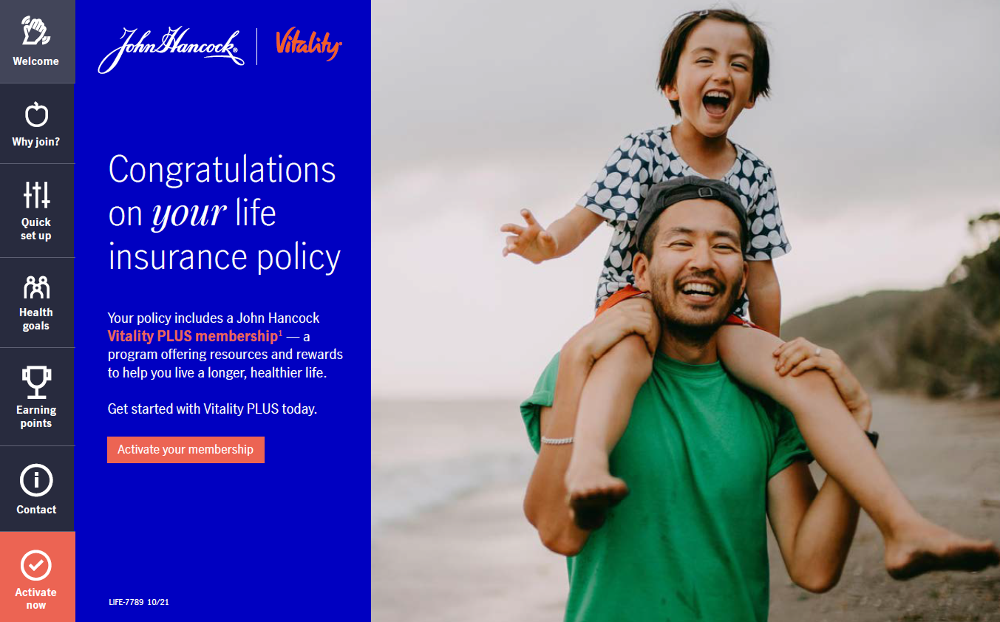 Welcome
Why join?
Quick
set up
Health
goals
Earning
points
Contact
Activate
now
John Hancock® | Vitality®
Congratulations
on your life
insurance policy
Your policy includes a John Hancock
Vitality PLUS membership¹ — a
program offering resources and rewards
to help you live a longer, healthier life.
Get started with Vitality PLUS today.
Activate your membership
LIFE-7789 10/21